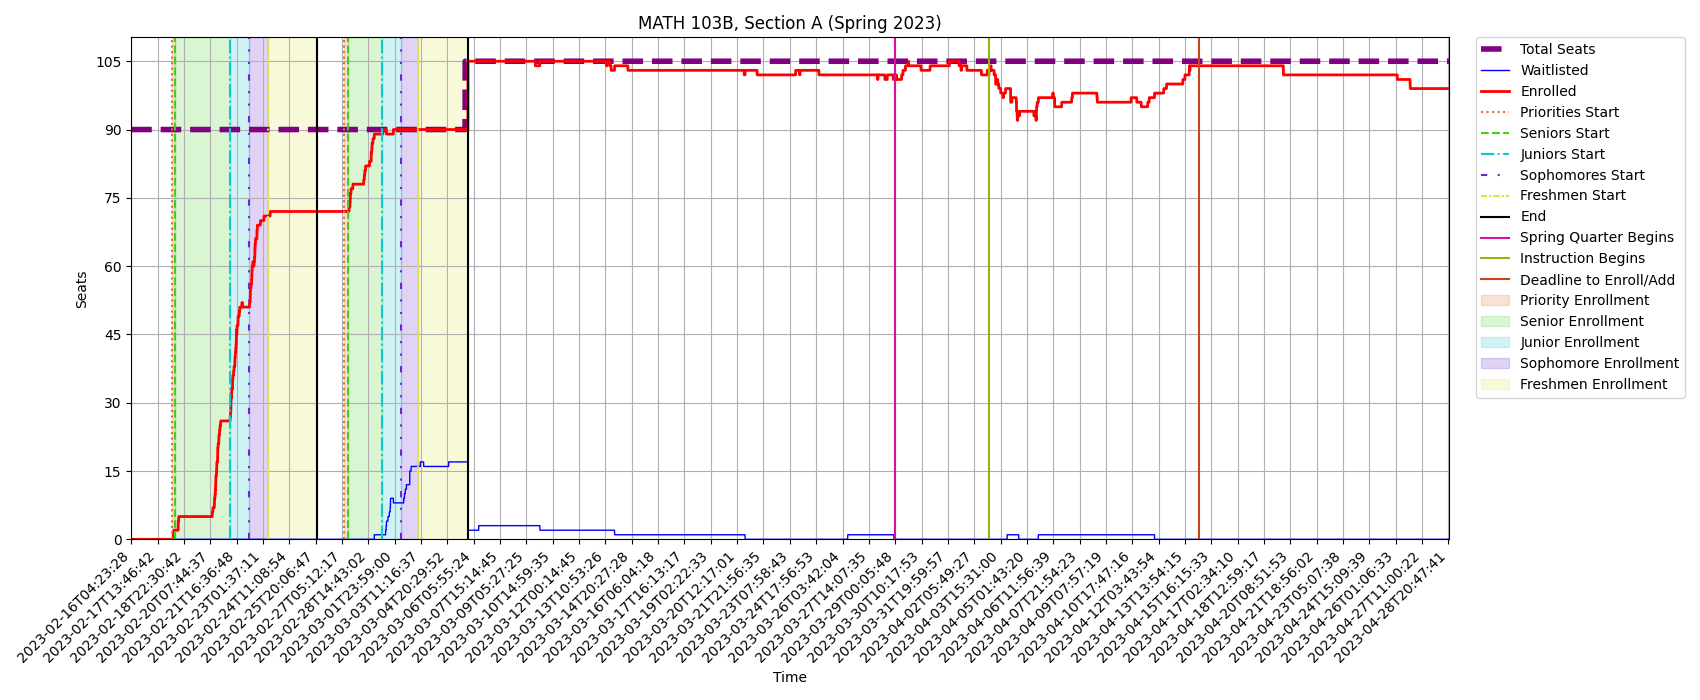 MATH 103B, Section A (Spring 2023)
Seats
105
90
75
60
45
30
15
0
2023-02-16T04:23:28
2023-02-17T13:46:42
2023-02-18T22:30:42
2023-02-20T07:44:37
2023-02-21T16:36:48
2023-02-23T01:37:11
2023-02-24T11:08:54
2023-02-25T20:06:47
2023-02-27T05:12:17
2023-02-28T14:43:02
2023-03-01T23:59:00
2023-03-03T11:16:37
2023-03-04T20:29:52
2023-03-06T05:55:24
2023-03-07T15:14:45
2023-03-09T05:27:25
2023-03-10T14:59:35
2023-03-12T00:14:45
2023-03-13T10:53:26
2023-03-14T20:27:28
2023-03-16T06:04:18
2023-03-17T16:13:17
2023-03-19T02:22:33
2023-03-20T12:17:01
2023-03-21T21:56:35
2023-03-23T07:58:43
2023-03-24T17:56:53
2023-03-26T03:42:04
2023-03-27T14:07:35
2023-03-29T00:05:48
2023-03-30T10:17:53
2023-03-31T19:59:57
2023-04-02T05:49:27
2023-04-03T15:31:00
2023-04-05T01:43:20
2023-04-06T11:56:39
2023-04-07T21:54:23
2023-04-09T07:57:19
2023-04-10T17:47:16
2023-04-12T03:43:54
2023-04-13T13:54:15
2023-04-15T16:15:33
2023-04-17T02:34:10
2023-04-18T12:59:17
2023-04-20T08:51:53
2023-04-21T18:56:02
2023-04-23T05:07:38
2023-04-24T15:09:39
2023-04-26T01:06:33
2023-04-27T11:00:22
2023-04-28T20:47:41
Time
Total Seats
Waitlisted
Enrolled
Priorities Start
Seniors Start
Juniors Start
Sophomores Start
Freshmen Start
End
Spring Quarter Begins
Instruction Begins
Deadline to Enroll/Add
Priority Enrollment
Senior Enrollment
Junior Enrollment
Sophomore Enrollment
Freshmen Enrollment